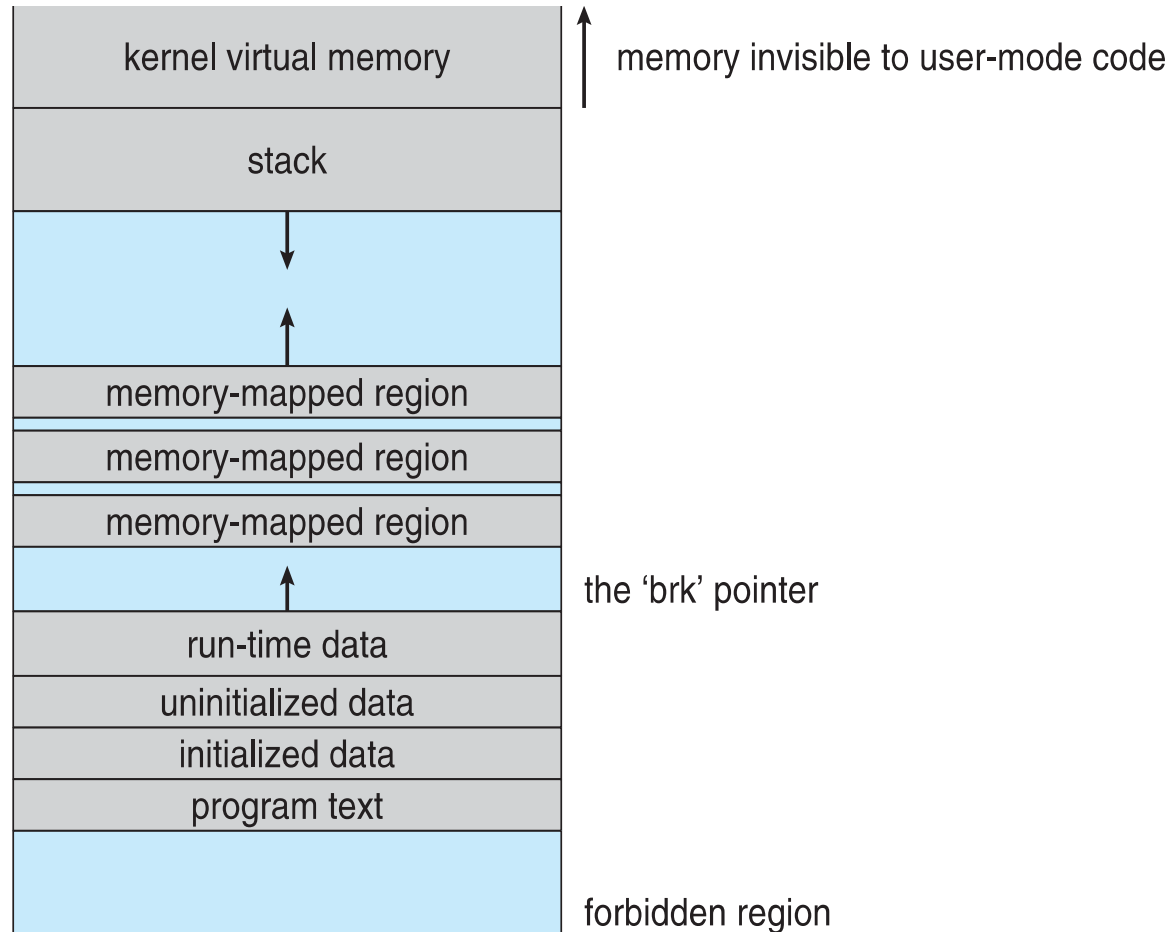 kernel virtual memory
memory invisible to user-mode code
stack
memory-mapped region
memory-mapped region
memory-mapped region
the ‘brk’ pointer
run-time data
uninitialized data
initialized data
program text
forbidden region